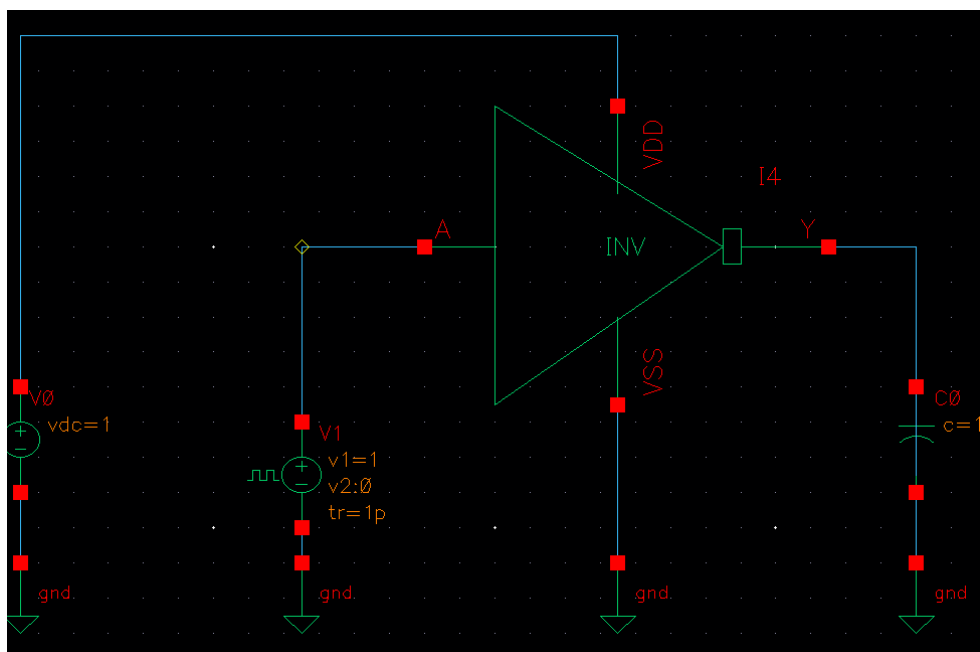 VDD
I4
A
INV
Y
VSS
V0
vdc=1
V1
v1=1
v2:0
tr=1p
C0
c=1
gnd
gnd
gnd
gnd